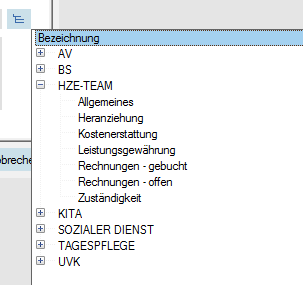 Bezeichnung
AV
BS
HZE-TEAM
Allgemeines
Heranziehung
Kostenerstattung
Leistungsgewährung
Rechnungen - gebucht
Rechnungen - offen
Zuständigkeit
obreche
KITA
SOZIALER DIENST
TAGESPFLEGE
UVK